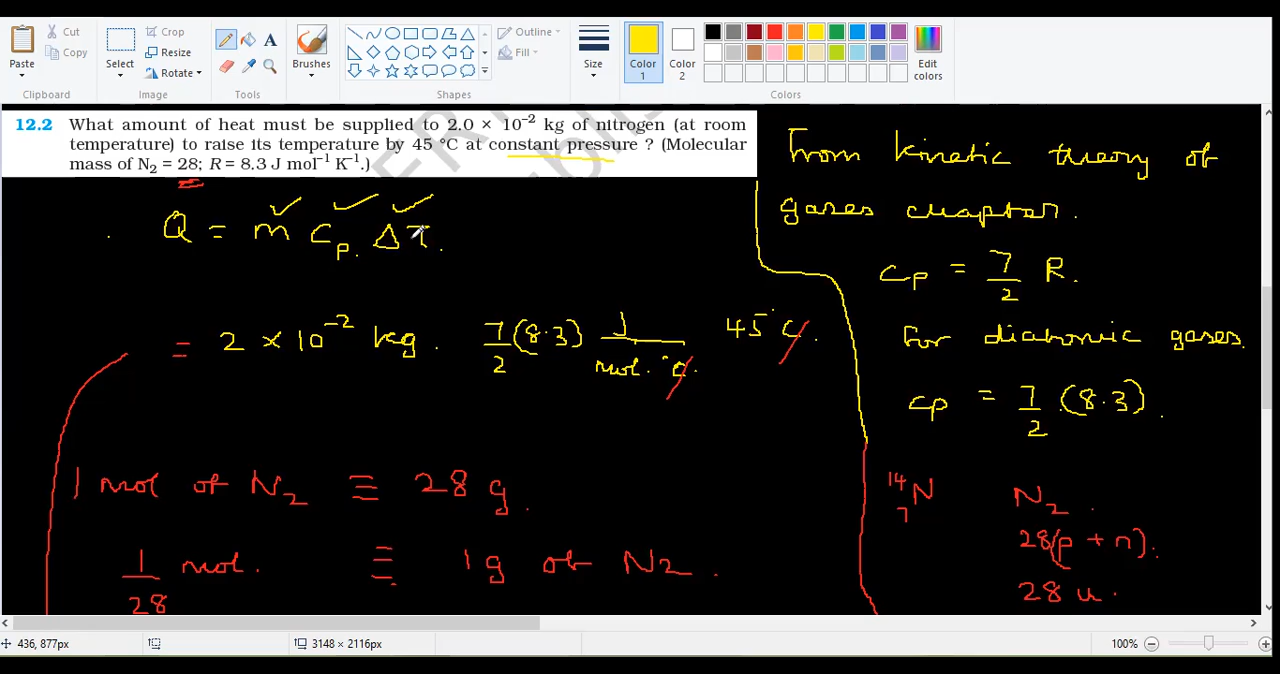 Cut
Copy
Paste
Clipboard
Select
Crop
Resize
Rotate
Image
A
Tools
Brushes
Shapes
Outline
Fill
Size
Color 1
Color 2
Edit colors
Colors
12.2 What amount of heat must be supplied to 2.0 × 10⁻² kg of nitrogen (at room
temperature) to raise its temperature by 45 °C at constant pressure ? (Molecular
mass of N₂ = 28; R = 8.3 J mol⁻¹ K⁻¹.)
Q = m Cp ΔT.
= 2 × 10⁻² kg. 7/2 (8.3) J/mol.°C. 45°C.
1 mol of N₂ ≡ 28 g.
1/28 mol. ≡ 1g of N₂.
From kinetic theory of
gases chapter.
Cp = 7/2 R.
For diatomic gases.
Cp = 7/2 (8.3).
¹⁴₇N N₂.
28(p + n).
28 u.
436, 877px
3148 × 2116px
100%